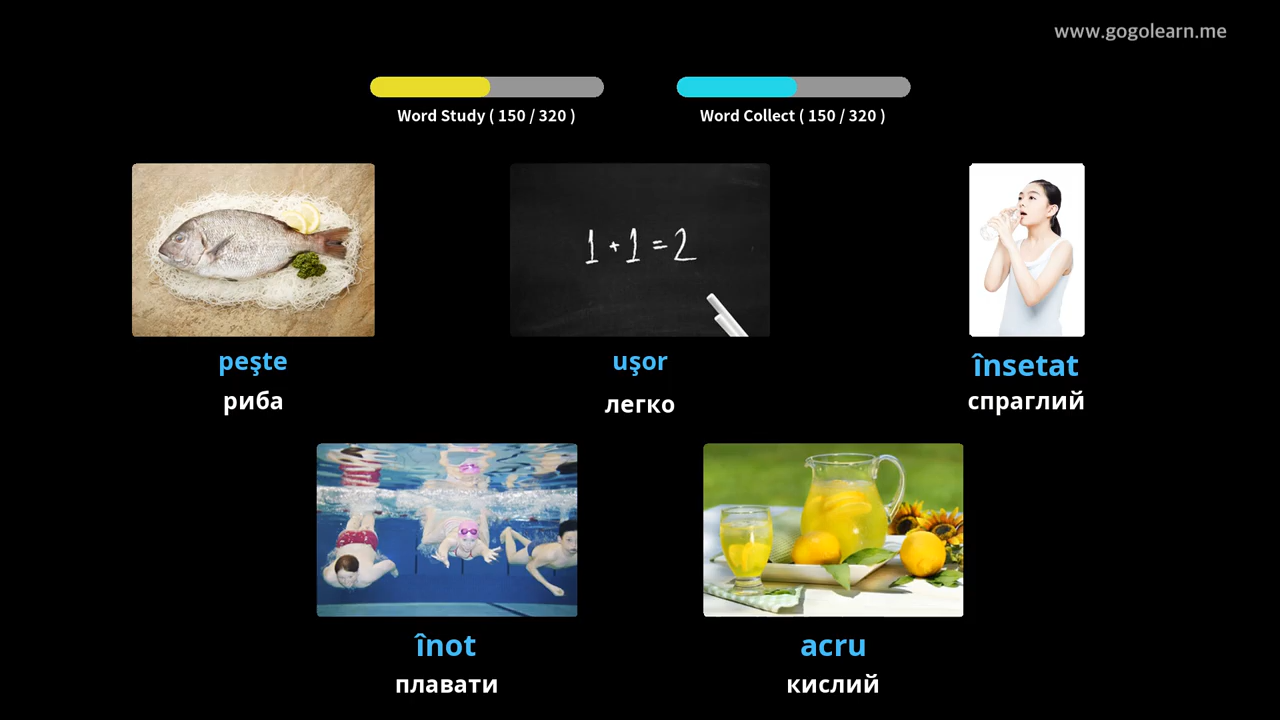 www.gogolearn.me
Word Study ( 150 / 320 )
Word Collect ( 150 / 320 )
1 + 1 = 2
peşte
риба
uşor
легко
însetat
спраглий
înot
плавати
acru
кислий